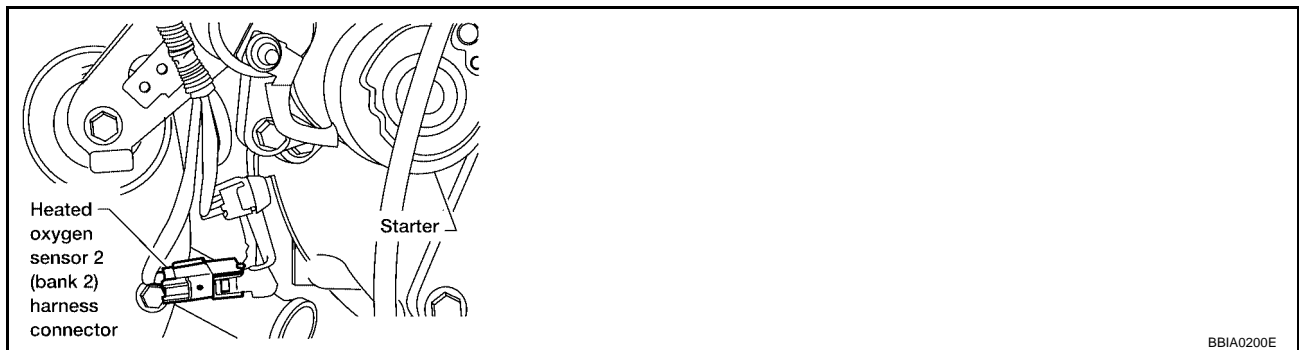 Heated
oxygen
sensor 2
(bank 2)
harness
connector
Starter
BBIA0200E